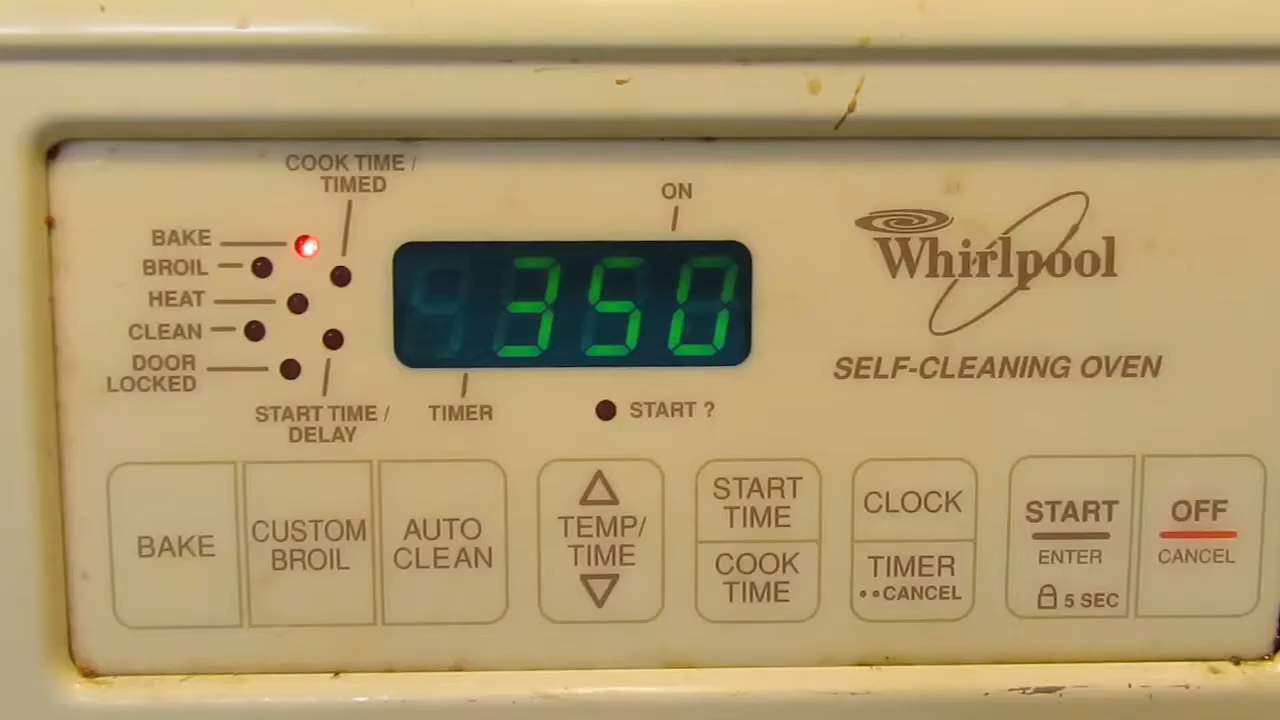 COOK TIME /
TIMED
ON
BAKE
BROIL
HEAT
CLEAN
DOOR
LOCKED
350
Whirlpool
SELF-CLEANING OVEN
START TIME /
DELAY
TIMER
START ?
BAKE
CUSTOM
BROIL
AUTO
CLEAN
TEMP/
TIME
START
TIME
COOK
TIME
CLOCK
TIMER
••CANCEL
START
ENTER
5 SEC
OFF
CANCEL